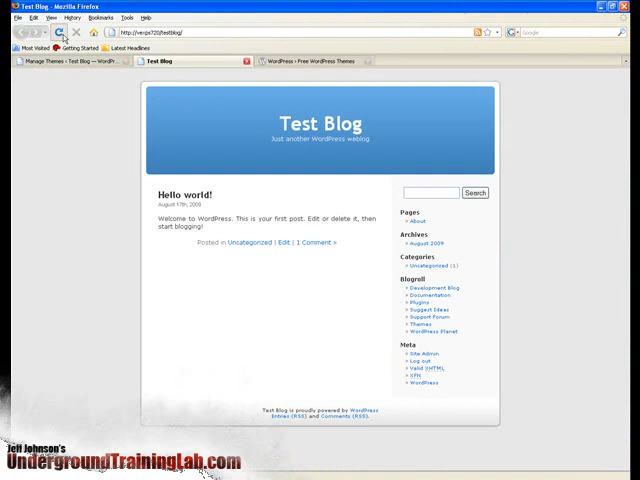 Test Blog - Mozilla Firefox
File Edit View History Bookmarks Tools Help
http://verps720/testblog/
Google
Most Visited Getting Started Latest Headlines
Manage Themes ‹ Test Blog — WordPr...
Test Blog
WordPress › Free WordPress Themes
Test Blog
Just another WordPress weblog
Hello world!
August 17th, 2009
Welcome to WordPress. This is your first post. Edit or delete it, then
start blogging!
Posted in Uncategorized | Edit | 1 Comment »
Search
Pages
» About
Archives
» August 2009
Categories
» Uncategorized (1)
Blogroll
» Development Blog
» Documentation
» Plugins
» Suggest Ideas
» Support Forum
» Themes
» WordPress Planet
Meta
» Site Admin
» Log out
» Valid XHTML
» XFN
» WordPress
Test Blog is proudly powered by WordPress
Entries (RSS) and Comments (RSS).
Jeff Johnson's
UndergroundTrainingLab.com